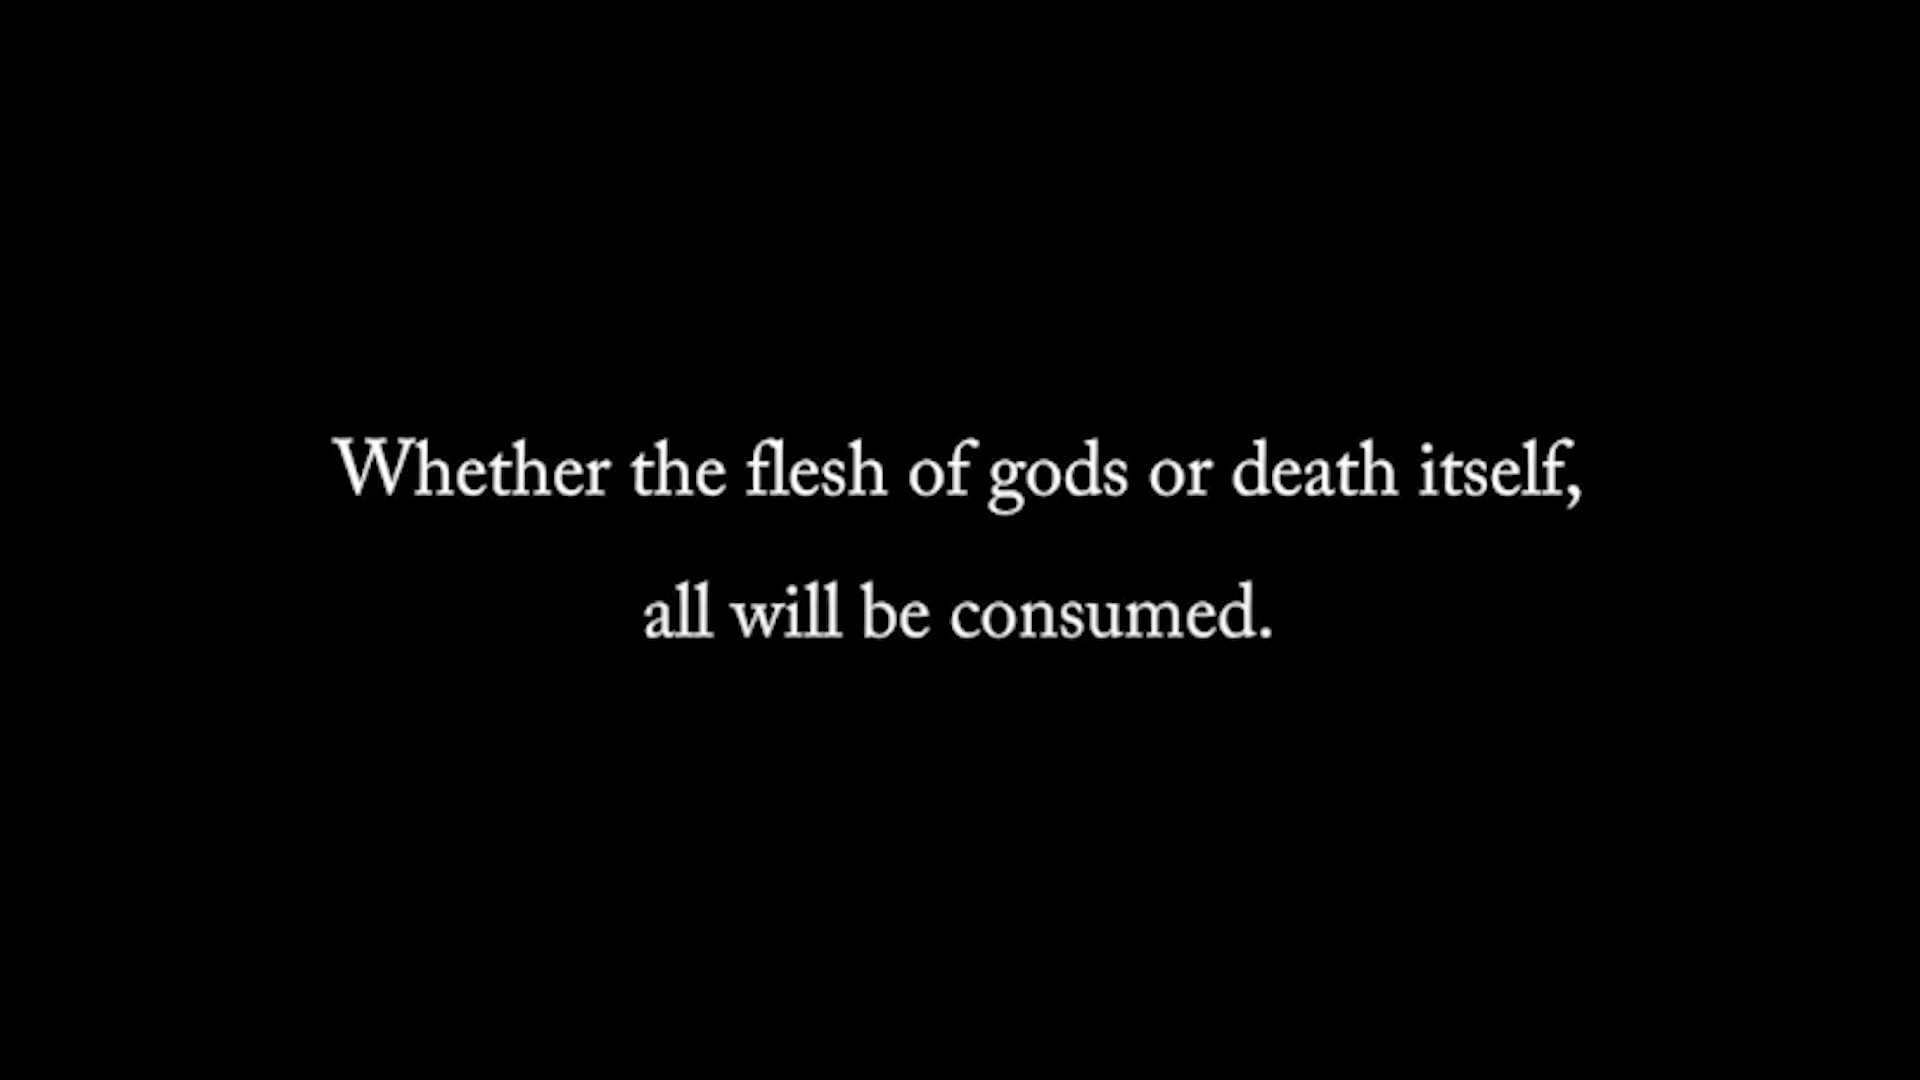 Whether the flesh of gods or death itself,
all will be consumed.